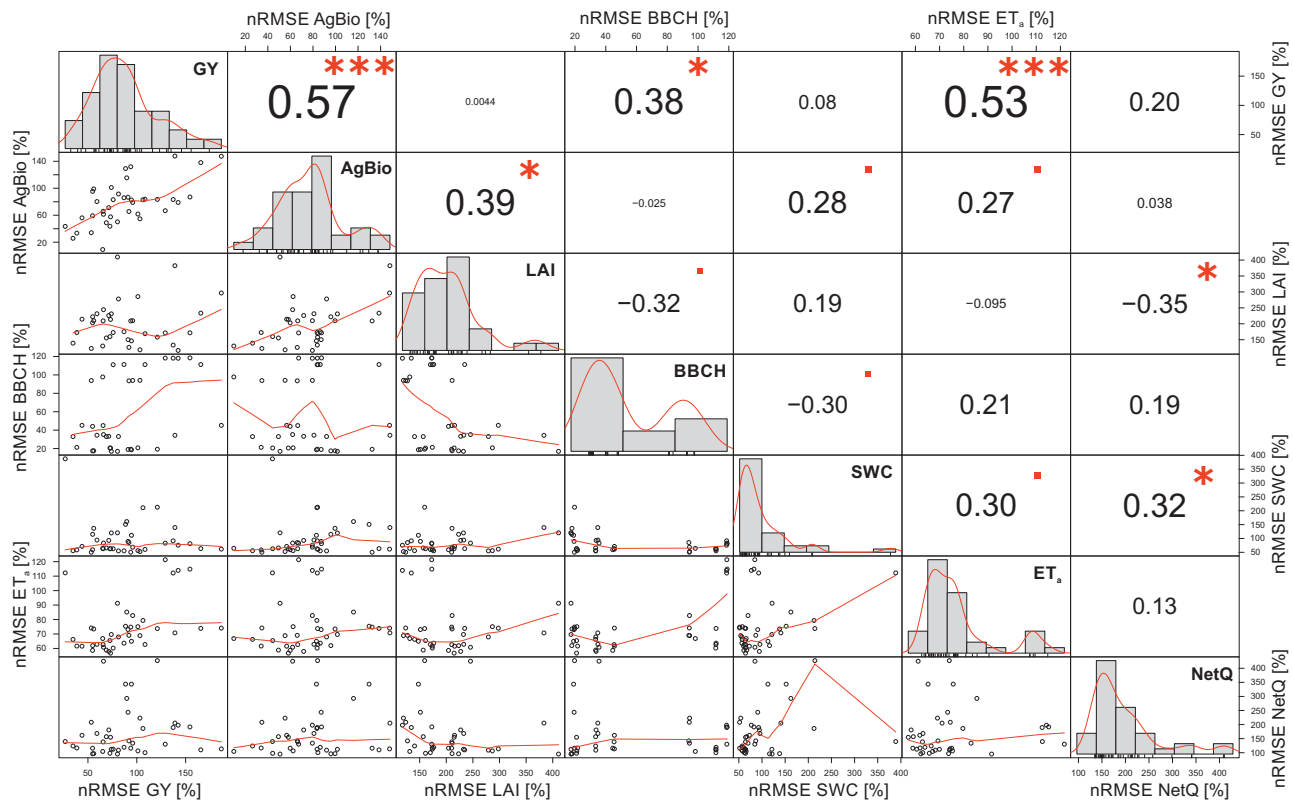 nRMSE AgBio [%] nRMSE BBCH [%] nRMSE ETa [%]
20 40 60 80 100 120 140 20 40 60 80 100 120 60 70 80 90 100 110 120
GY *** 0.57 0.0044 * 0.38 0.08 *** 0.53 0.20 50 100 150 nRMSE GY [%]
nRMSE AgBio [%] 20 60 100 140 AgBio * 0.39 −0.025 0.28 0.27 0.038
LAI −0.32 0.19 −0.095 * −0.35 150 200 250 300 350 400 nRMSE LAI [%]
nRMSE BBCH [%] 20 40 60 80 100 120 BBCH −0.30 0.21 0.19
SWC 0.30 * 0.32 50 100 150 200 250 300 350 400 nRMSE SWC [%]
nRMSE ETa [%] 60 70 80 90 100 110 120 ETa 0.13
NetQ 100 150 200 250 300 350 400 nRMSE NetQ [%]
50 100 150 150 200 250 300 350 400 50 100 150 200 250 300 350 400 100 150 200 250 300 350 400
nRMSE GY [%] nRMSE LAI [%] nRMSE SWC [%] nRMSE NetQ [%]